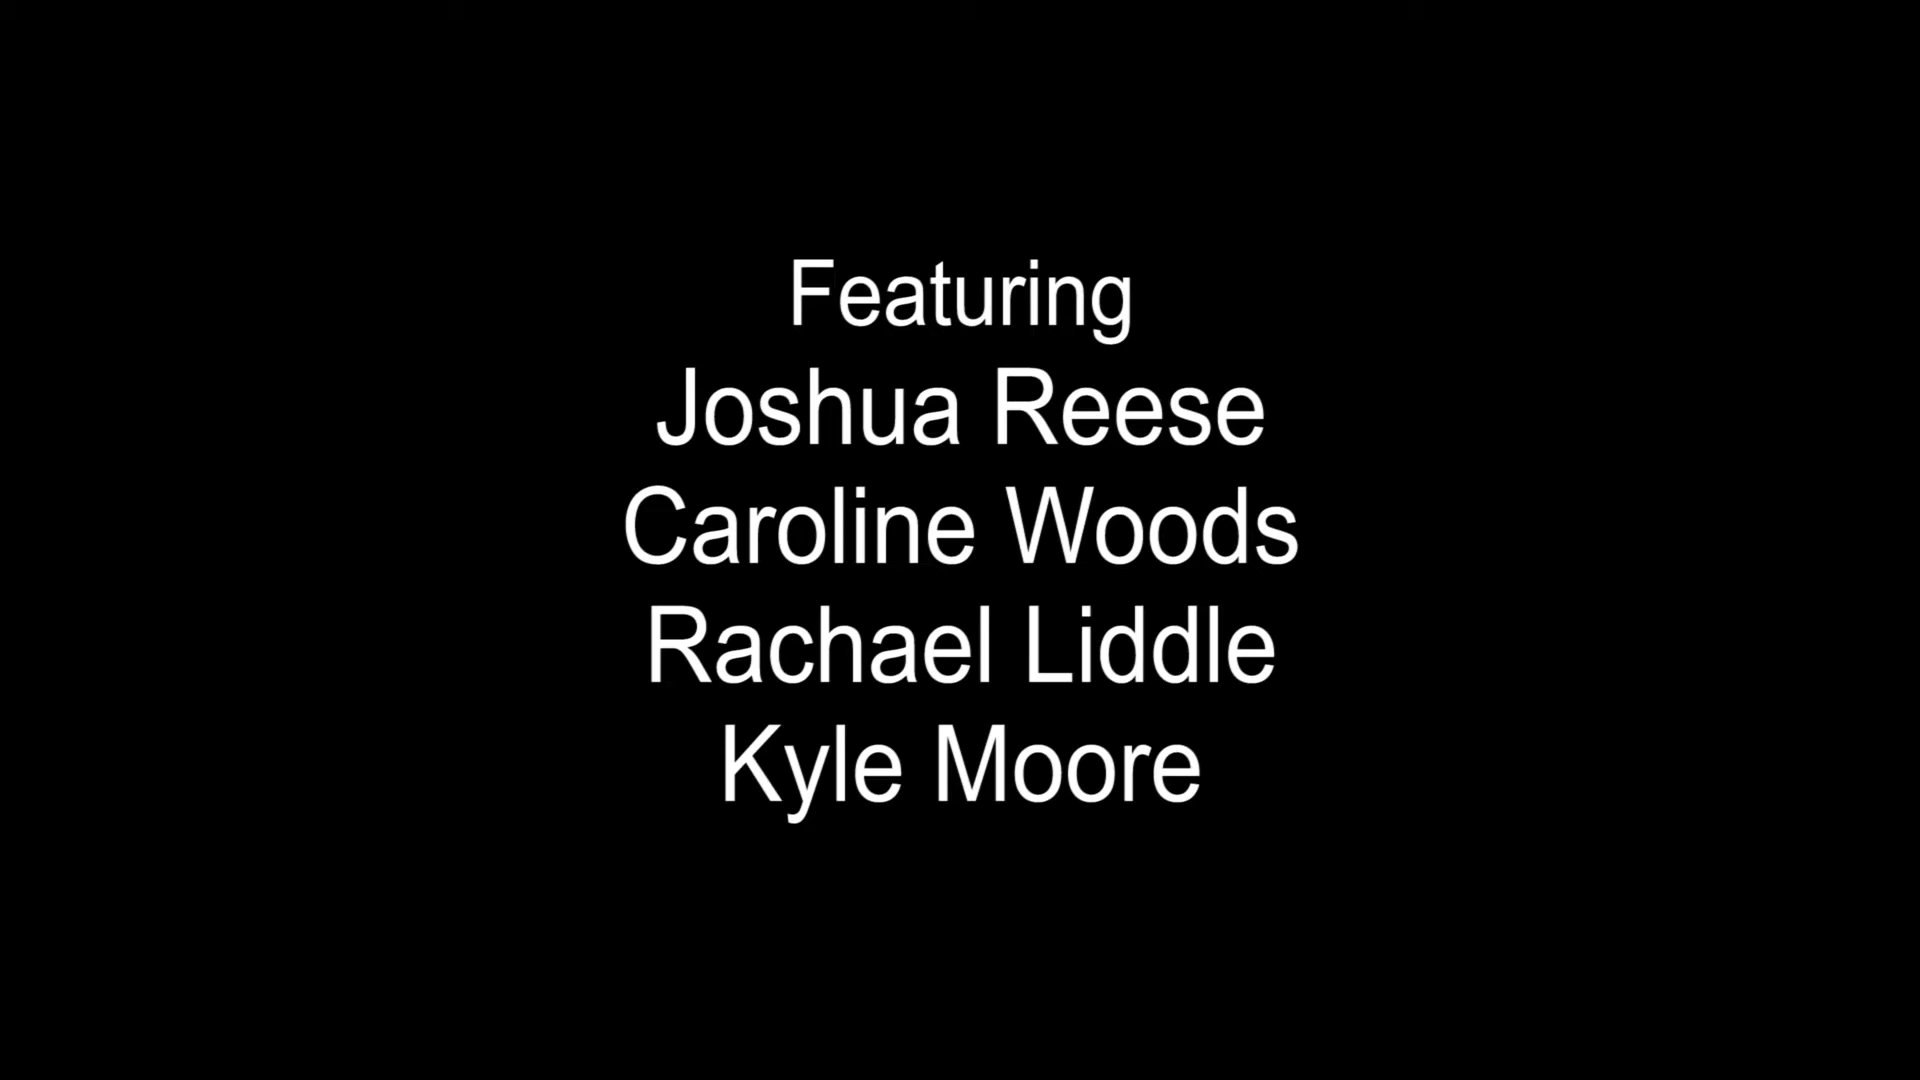 Featuring
Joshua Reese
Caroline Woods
Rachael Liddle
Kyle Moore